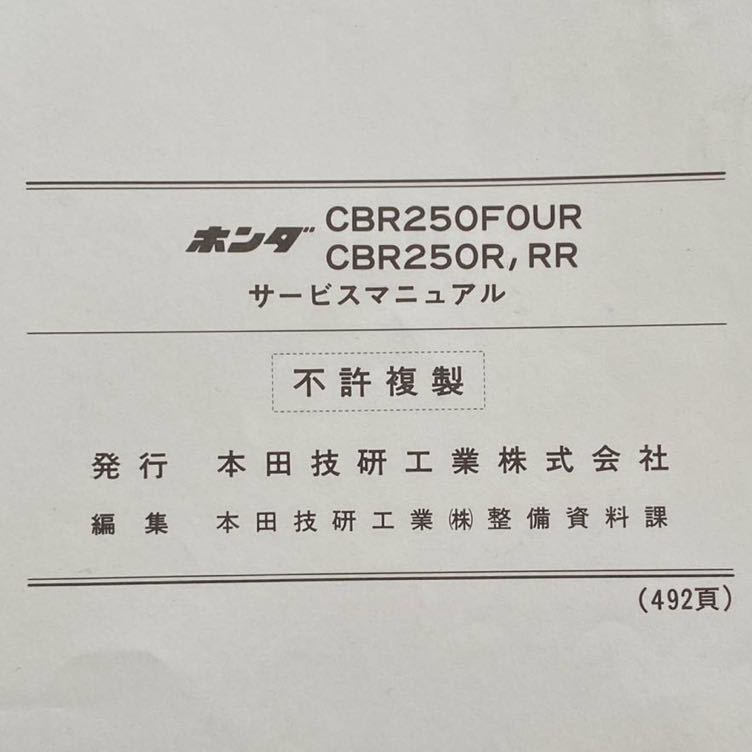 ホンダ CBR250FOUR
CBR250R, RR
サービスマニュアル
不許複製
発行 本田技研工業株式会社
編集 本田技研工業㈱整備資料課
(492頁)